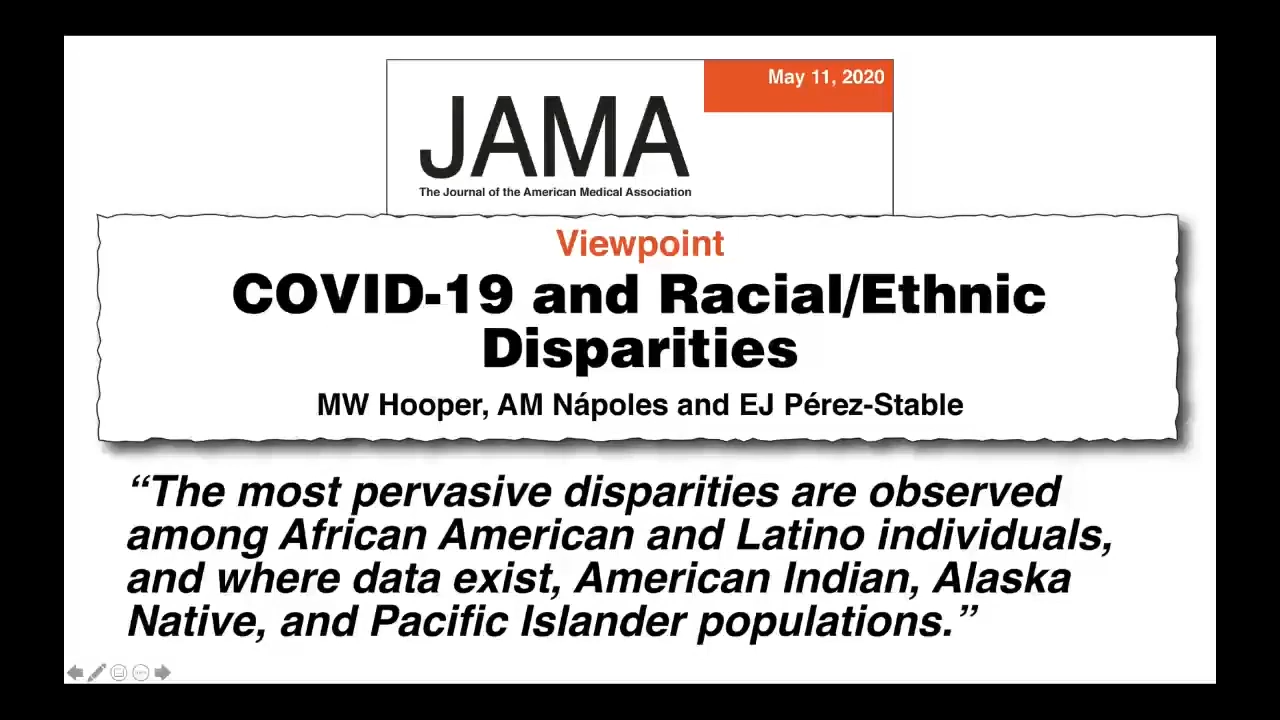 May 11, 2020
JAMA
The Journal of the American Medical Association
Viewpoint
COVID-19 and Racial/Ethnic
Disparities
MW Hooper, AM Nápoles and EJ Pérez-Stable
“The most pervasive disparities are observed
among African American and Latino individuals,
and where data exist, American Indian, Alaska
Native, and Pacific Islander populations.”